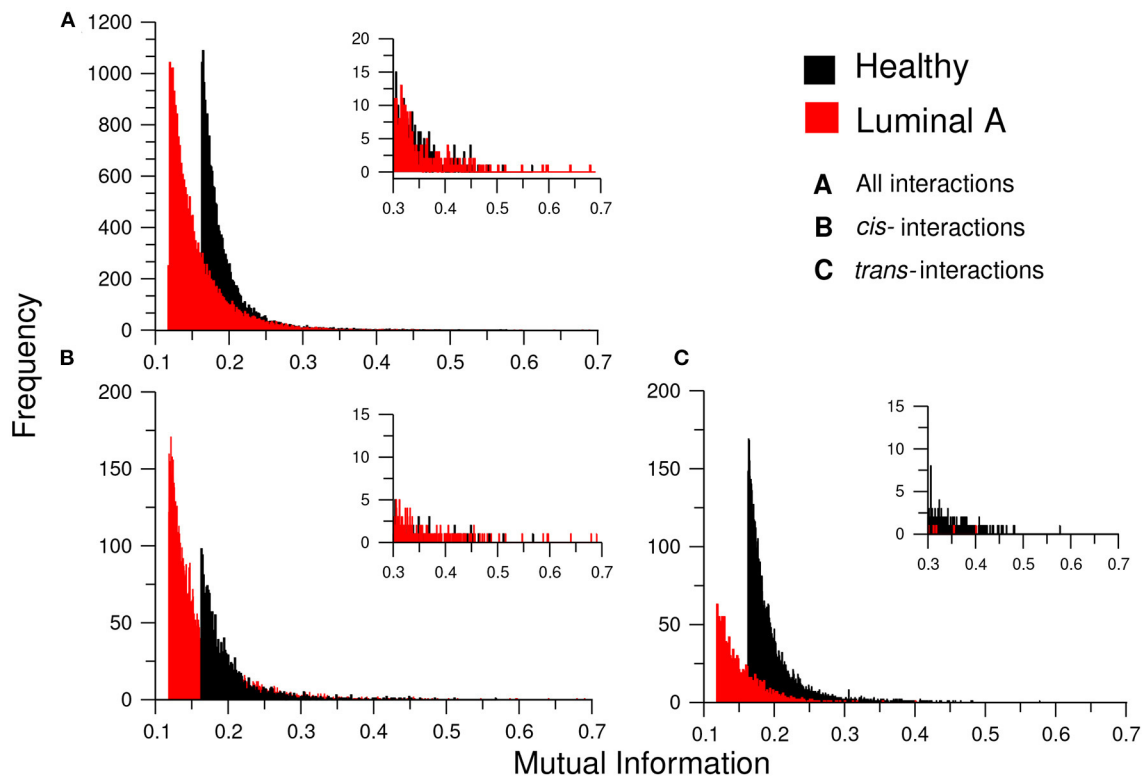 A
1200
1000
800
600
400
200
0
0.1 0.2 0.3 0.4 0.5 0.6 0.7
20
15
10
5
0
0.3 0.4 0.5 0.6 0.7
Healthy
Luminal A
A All interactions
B cis- interactions
C trans-interactions
Frequency
B
200
150
100
50
0
0.1 0.2 0.3 0.4 0.5 0.6 0.7
15
10
5
0
0.3 0.4 0.5 0.6 0.7
C
200
150
100
50
0
0.1 0.2 0.3 0.4 0.5 0.6 0.7
15
10
5
0
0.3 0.4 0.5 0.6 0.7
Mutual Information